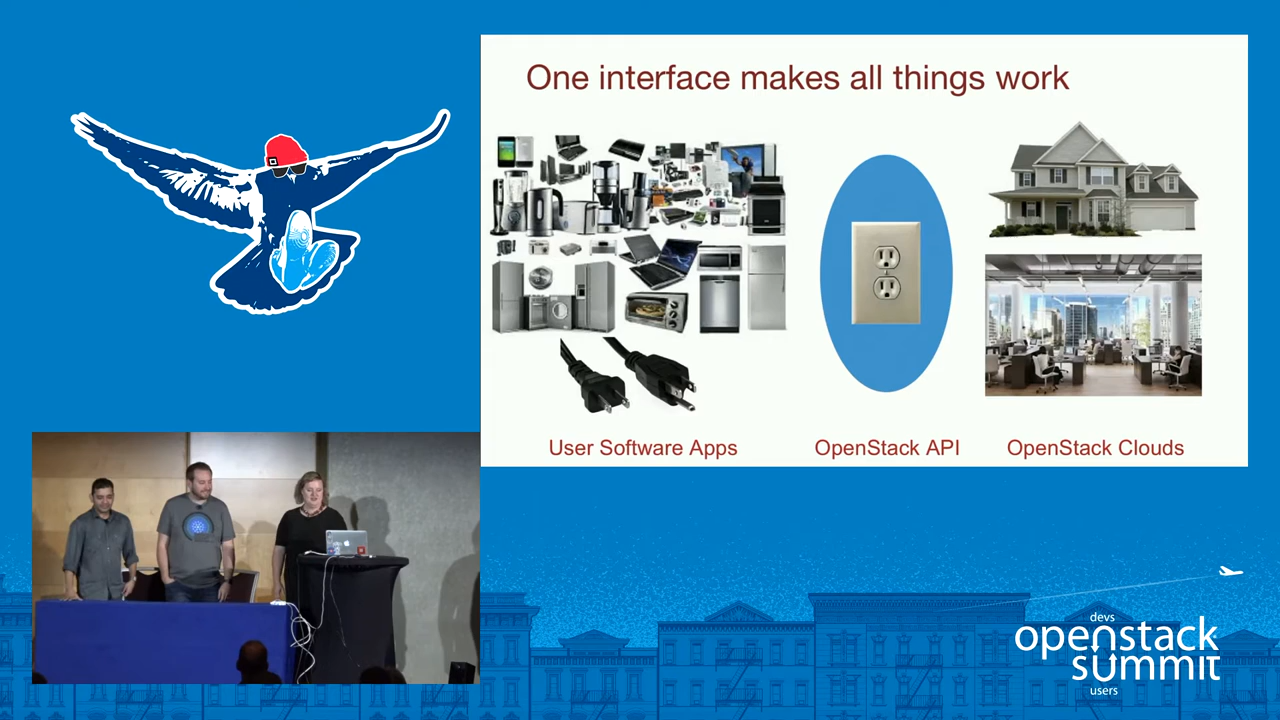 One interface makes all things work
User Software Apps
OpenStack API
OpenStack Clouds
devs
openstack
summit
users